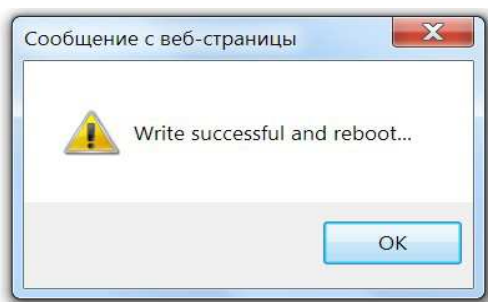 Сообщение с веб-страницы
Write successful and reboot...
OK